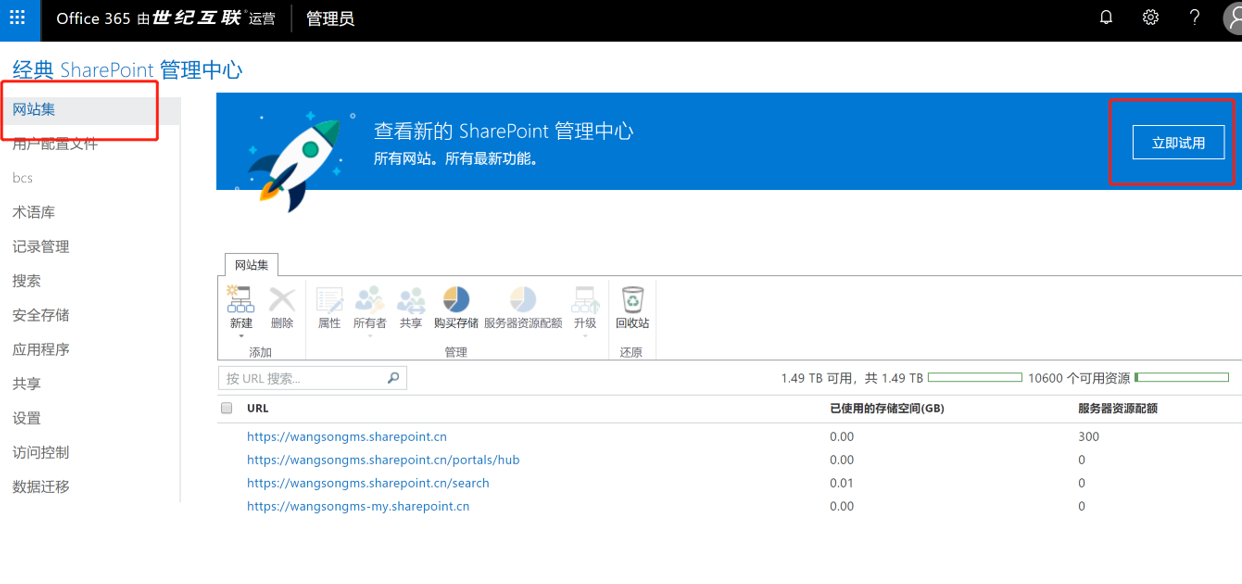 Office 365 由世纪互联运营 管理员
经典 SharePoint 管理中心
网站集
用户配置文件
bcs
术语库
记录管理
搜索
安全存储
应用程序
共享
设置
访问控制
数据迁移
查看新的 SharePoint 管理中心
所有网站。所有最新功能。
立即试用
网站集
新建 删除 属性 所有者 共享 购买存储 服务器资源配额 升级 回收站
添加 管理 还原
按 URL 搜索... 1.49 TB 可用，共 1.49 TB 10600 个可用资源
URL 已使用的存储空间(GB) 服务器资源配额
https://wangsongms.sharepoint.cn 0.00 300
https://wangsongms.sharepoint.cn/portals/hub 0.00 0
https://wangsongms.sharepoint.cn/search 0.01 0
https://wangsongms-my.sharepoint.cn 0.00 0